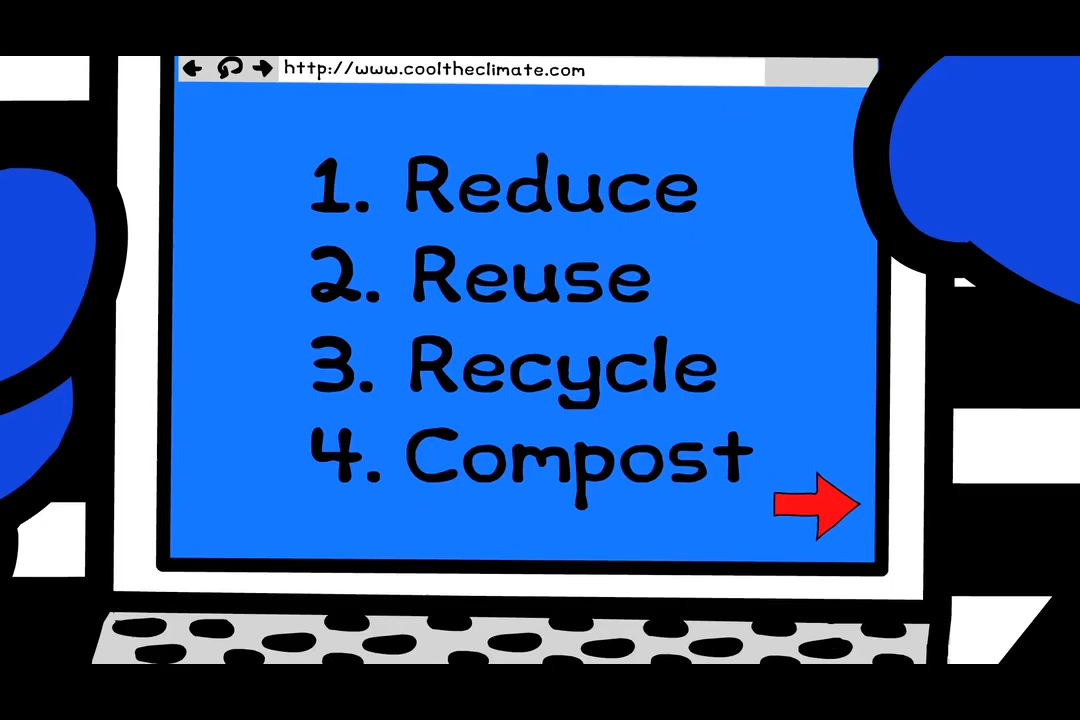 http://www.cooltheclimate.com
1. Reduce
2. Reuse
3. Recycle
4. Compost